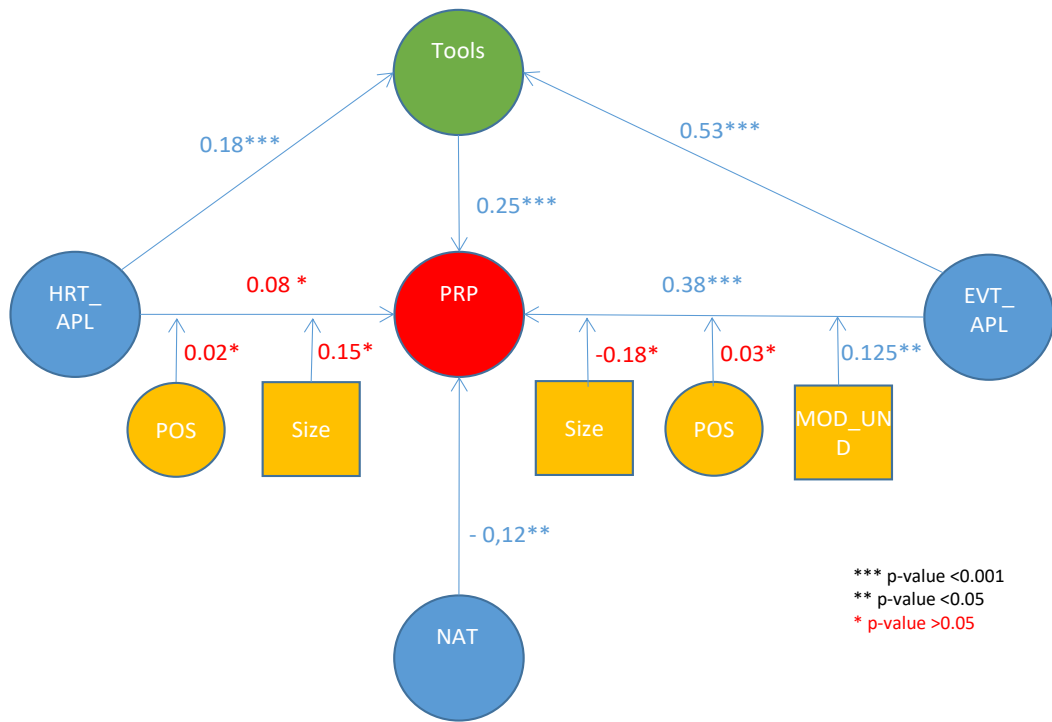 Tools
0.18***
0.53***
0.25***
HRT_
APL
0.08 *
PRP
0.38***
EVT_
APL
0.02*
0.15*
-0.18*
0.03*
0.125**
POS
Size
Size
POS
MOD_UN
D
- 0,12**
NAT
*** p-value <0.001
** p-value <0.05
* p-value >0.05